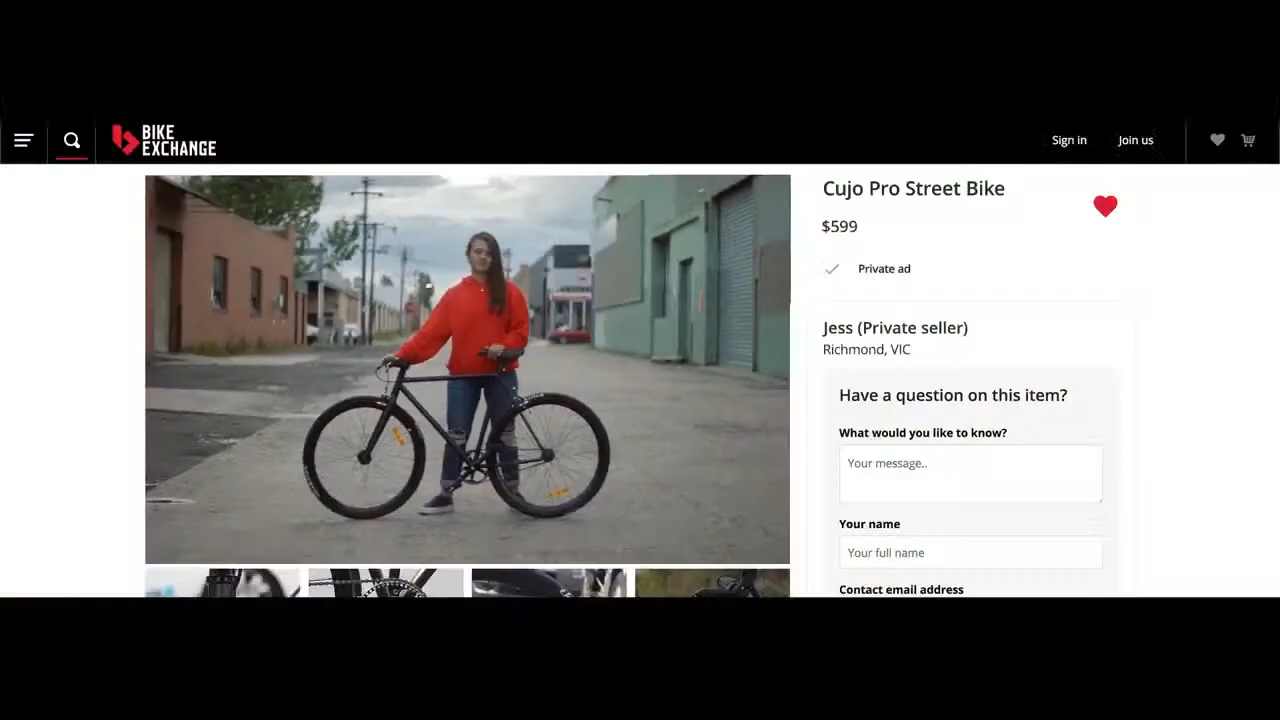 BIKE
EXCHANGE
Sign in
Join us
Cujo Pro Street Bike
$599
Private ad
Jess (Private seller)
Richmond, VIC
Have a question on this item?
What would you like to know?
Your message..
Your name
Your full name
Contact email address